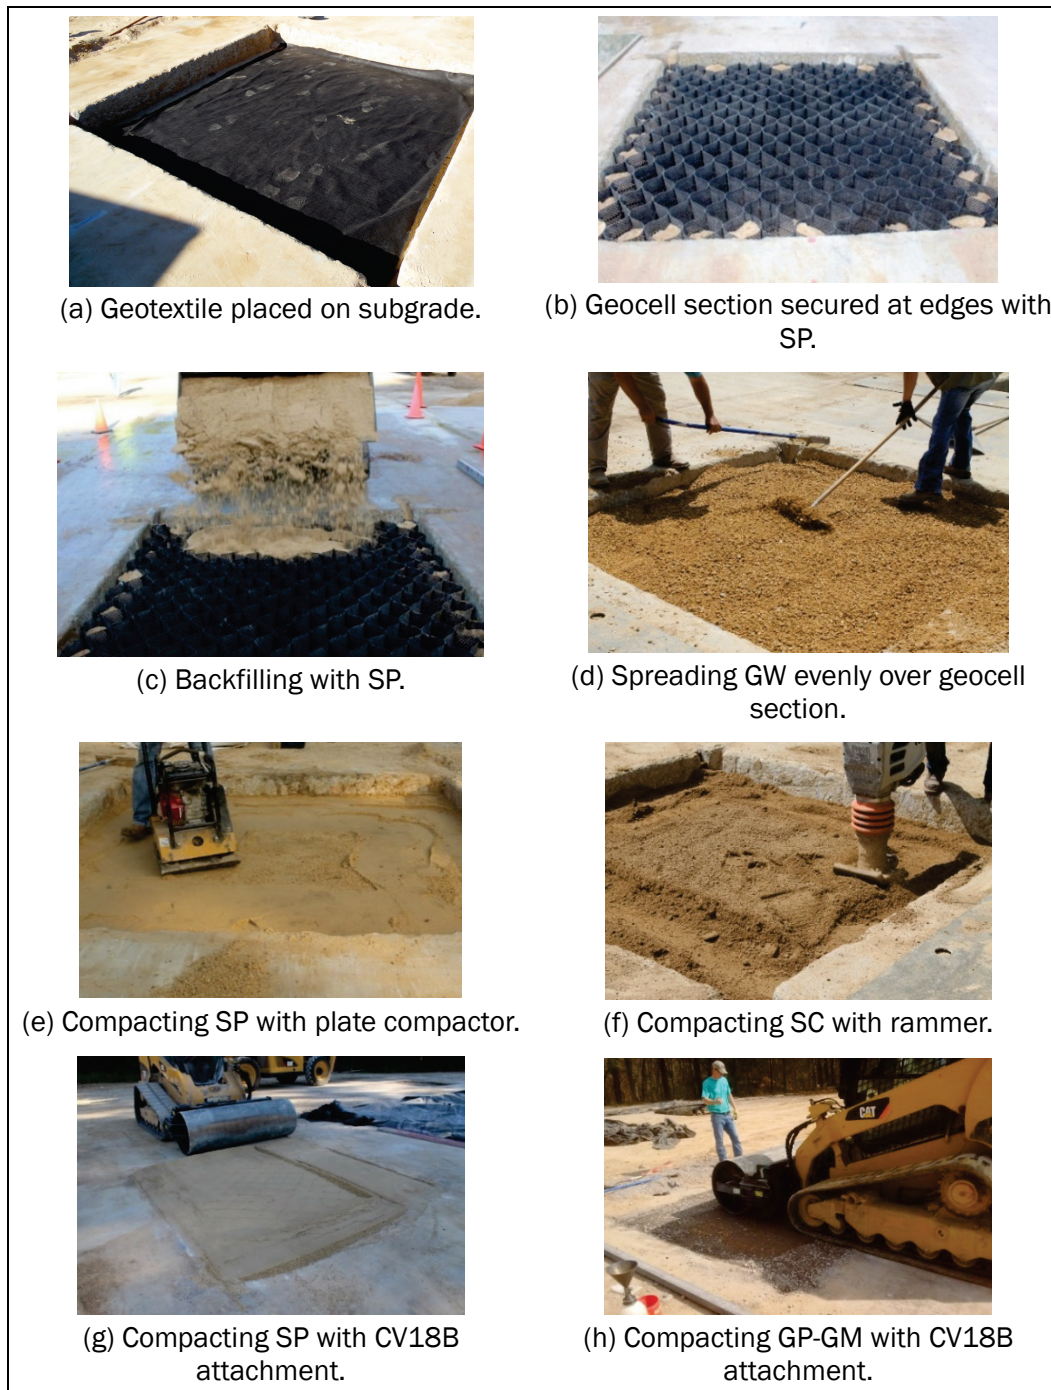 (a) Geotextile placed on subgrade.
(b) Geocell section secured at edges with
SP.
(c) Backfilling with SP.
(d) Spreading GW evenly over geocell
section.
(e) Compacting SP with plate compactor.
(f) Compacting SC with rammer.
CAT
(g) Compacting SP with CV18B
attachment.
(h) Compacting GP-GM with CV18B
attachment.